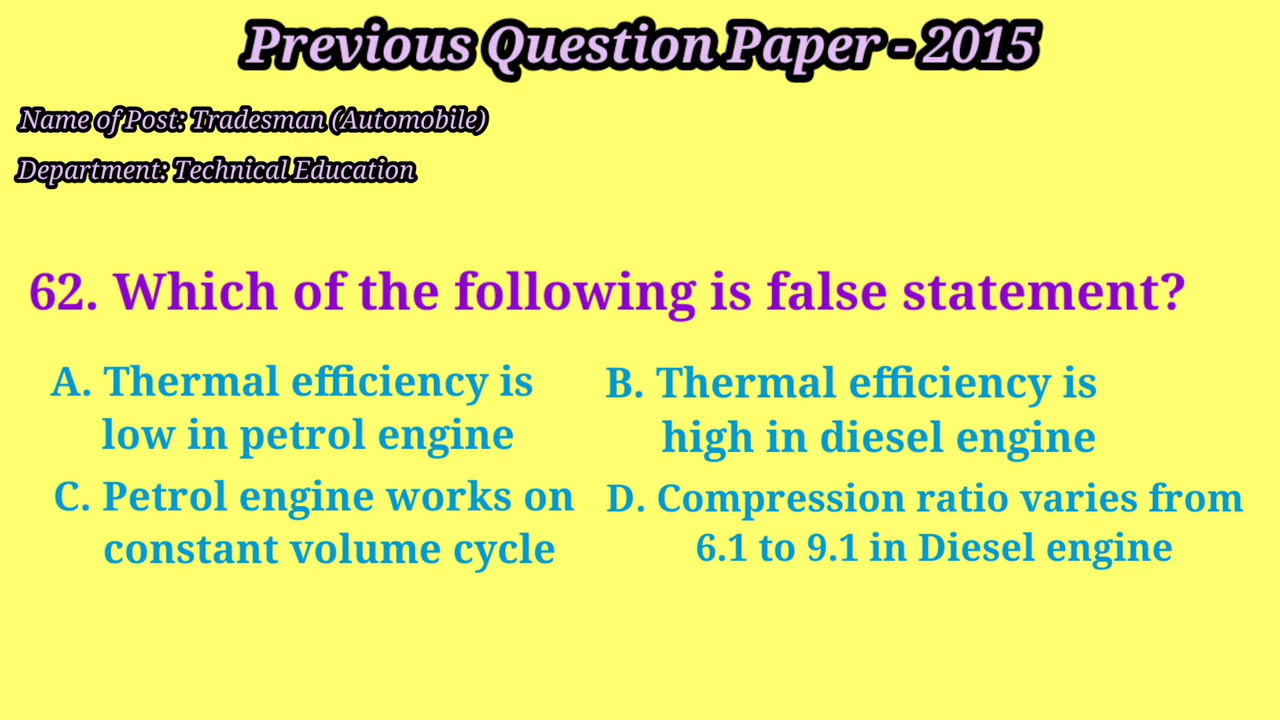 Previous Question Paper - 2015
Name of Post: Tradesman (Automobile)
Department: Technical Education
62. Which of the following is false statement?
A. Thermal efficiency is
low in petrol engine
B. Thermal efficiency is
high in diesel engine
C. Petrol engine works on
constant volume cycle
D. Compression ratio varies from
6.1 to 9.1 in Diesel engine